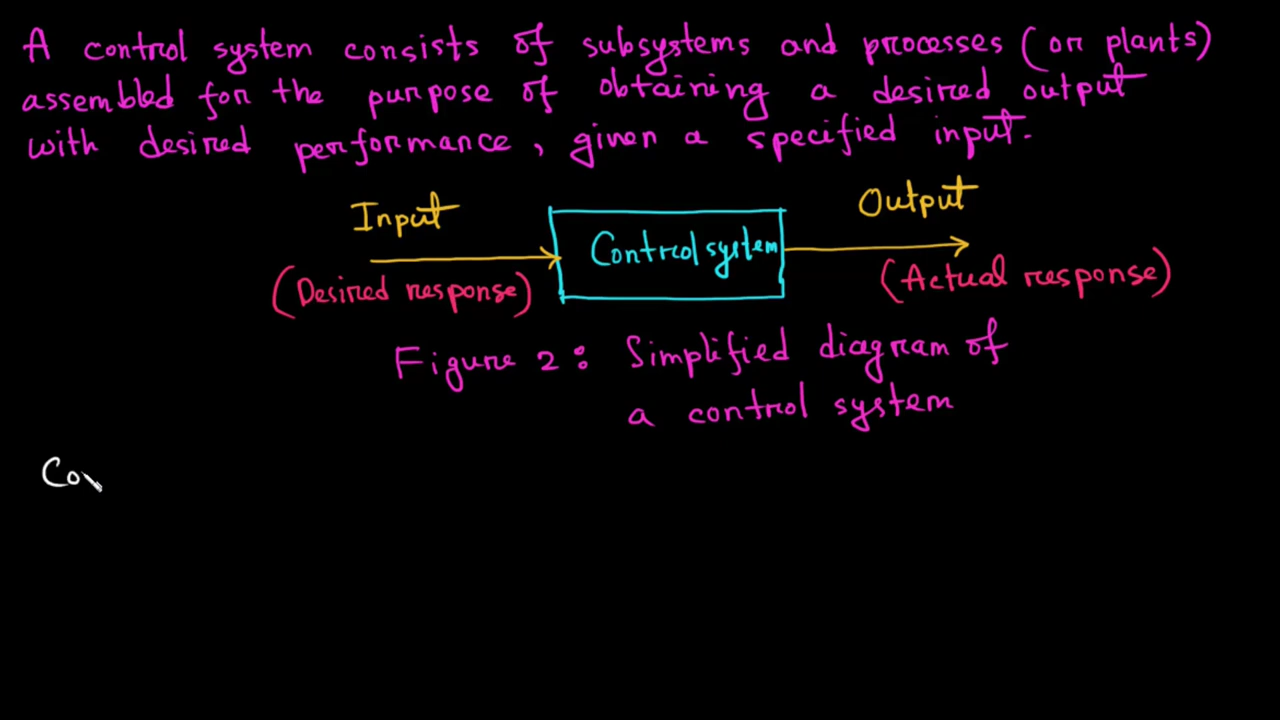 A control system consists of subsystems and processes (or plants)
assembled for the purpose of obtaining a desired output
with desired performance, given a specified input.
Input
Output
Control system
(Desired response)
(Actual response)
Figure 2: Simplified diagram of
a control system
Co